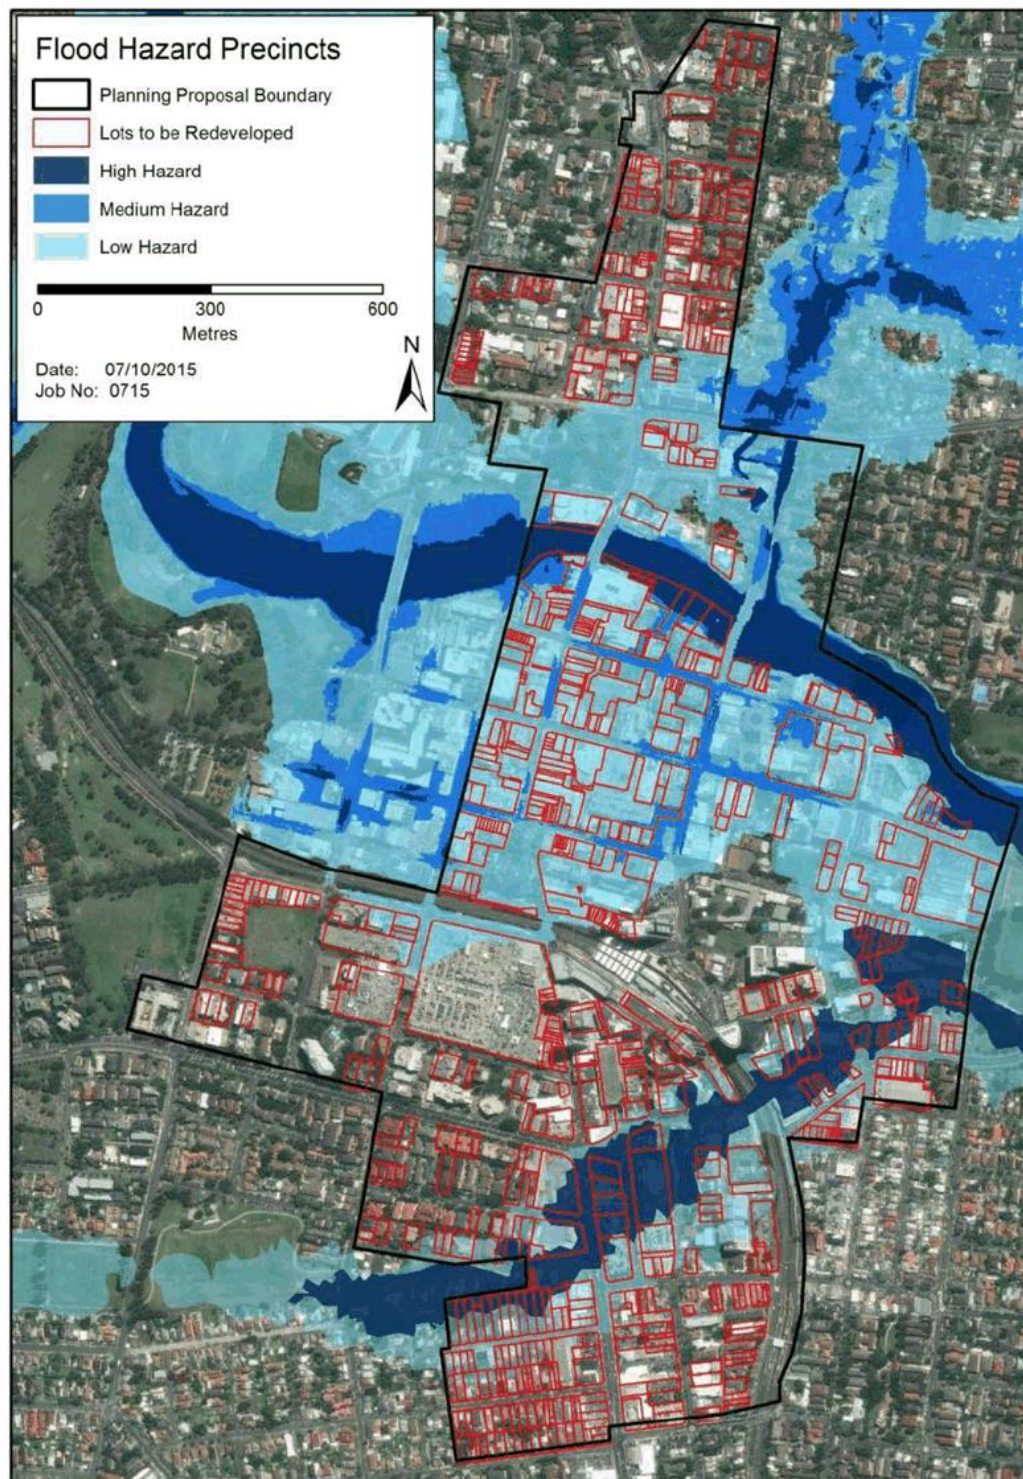 Flood Hazard Precincts
Planning Proposal Boundary
Lots to be Redeveloped
High Hazard
Medium Hazard
Low Hazard
0 300 600
Metres
N
Date: 07/10/2015
Job No: 0715